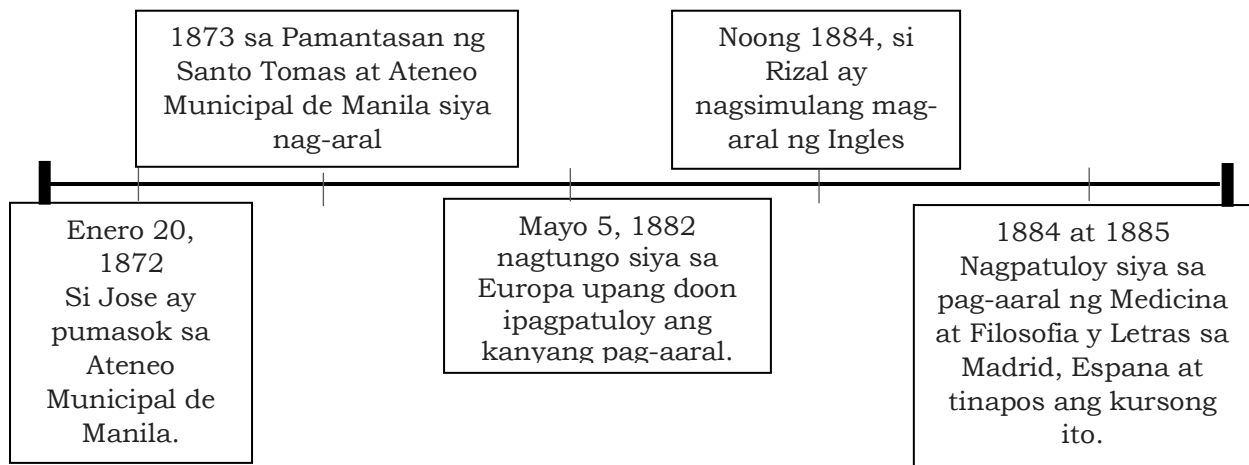 1873 sa Pamantasan ng
Santo Tomas at Ateneo
Municipal de Manila siya
nag-aral
Noong 1884, si
Rizal ay
nagsimulang mag-
aral ng Ingles
Enero 20,
1872
Si Jose ay
pumasok sa
Ateneo
Municipal de
Manila.
Mayo 5, 1882
nagtungo siya sa
Europa upang doon
ipagpatuloy ang
kanyang pag-aaral.
1884 at 1885
Nagpatuloy siya sa
pag-aaral ng Medicina
at Filosofia y Letras sa
Madrid, Espana at
tinapos ang kursong
ito.